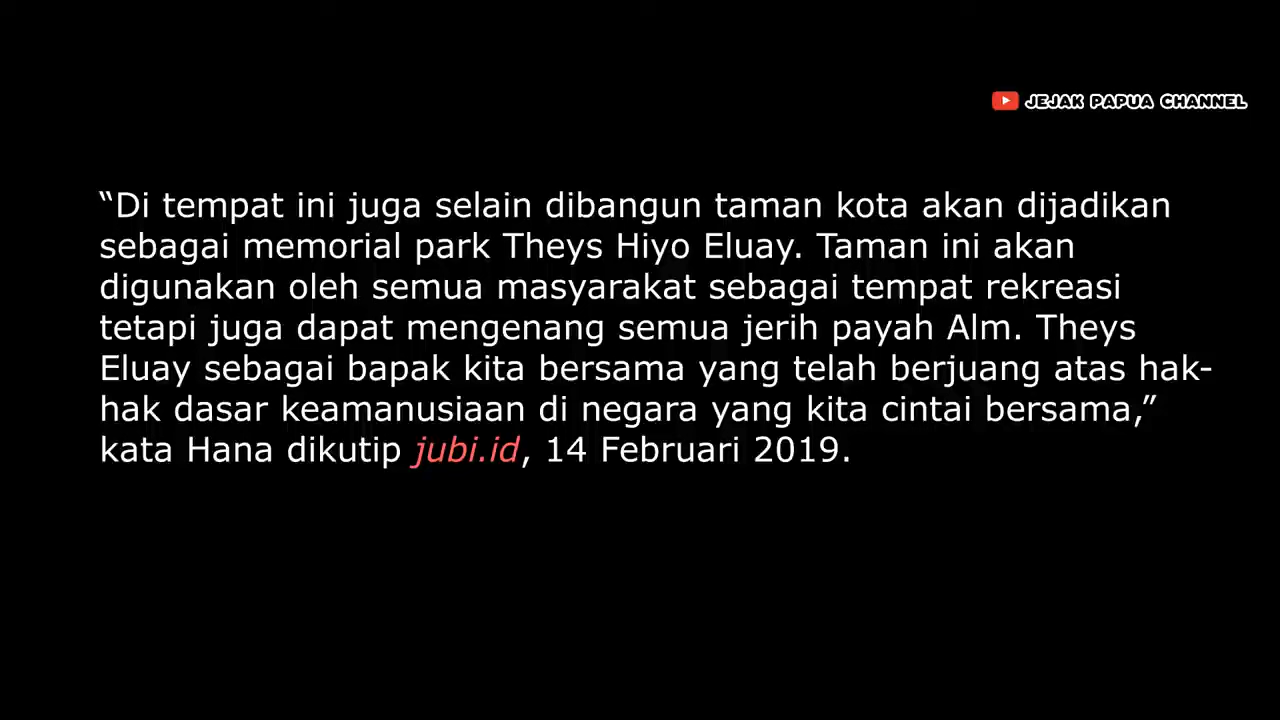 JEJAK PAPUA CHANNEL
“Di tempat ini juga selain dibangun taman kota akan dijadikan
sebagai memorial park Theys Hiyo Eluay. Taman ini akan
digunakan oleh semua masyarakat sebagai tempat rekreasi
tetapi juga dapat mengenang semua jerih payah Alm. Theys
Eluay sebagai bapak kita bersama yang telah berjuang atas hak-
hak dasar keamanusiaan di negara yang kita cintai bersama,”
kata Hana dikutip jubi.id, 14 Februari 2019.